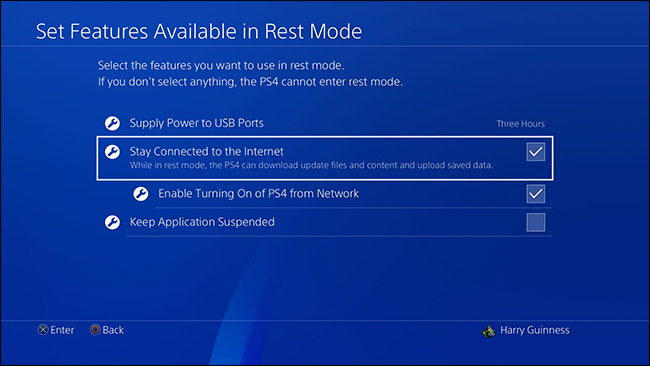 Set Features Available in Rest Mode
Select the features you want to use in rest mode.
If you don't select anything, the PS4 cannot enter rest mode.
Supply Power to USB Ports Three Hours
Stay Connected to the Internet
While in rest mode, the PS4 can download update files and content and upload saved data.
Enable Turning On of PS4 from Network
Keep Application Suspended
Enter Back Harry Guinness